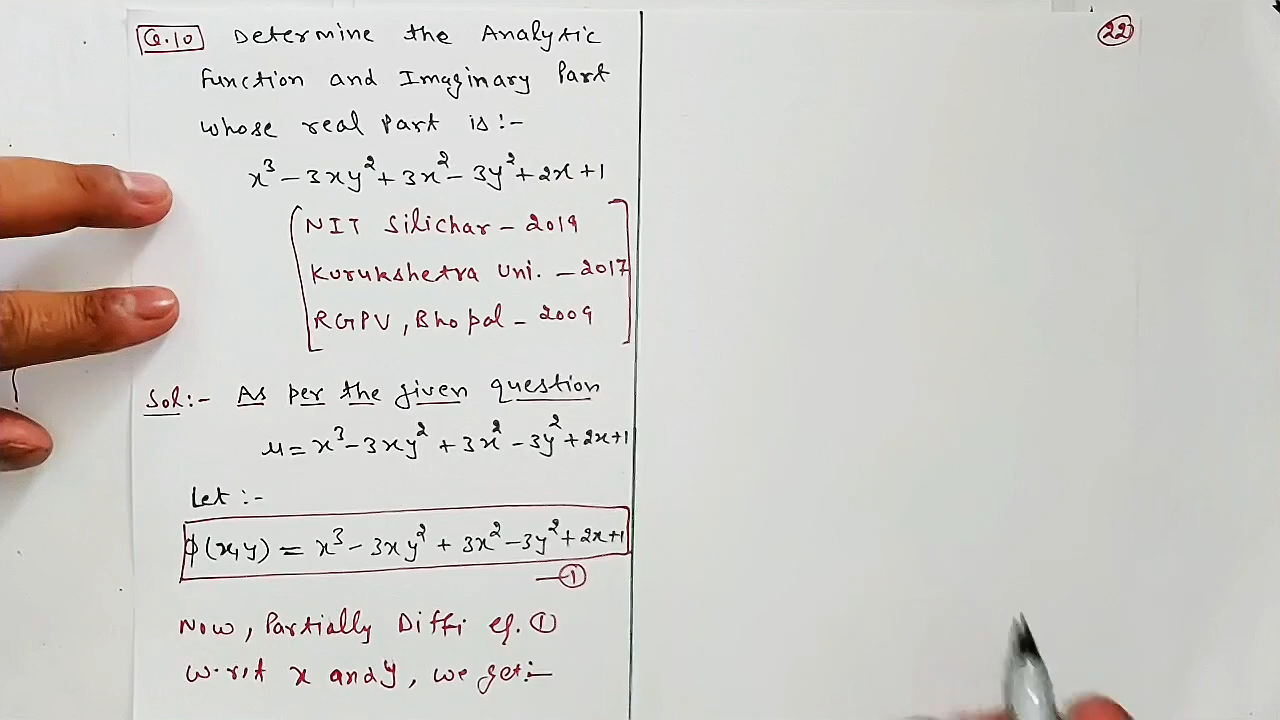 Q.10 Determine the Analytic
function and Imaginary Part
whose real part is:-
x³ - 3xy² + 3x² - 3y² + 2x + 1
NIT Silichar - 2019
Kurukshetra Uni. - 2017
RGPV, Bhopal - 2009
Sol:- As per the given question
u = x³ - 3xy² + 3x² - 3y² + 2x + 1
Let :-
ϕ(x,y) = x³ - 3xy² + 3x² - 3y² + 2x + 1
— ①
Now, Partially Diff. eq. ①
w.r.t x and y, we get:-
22